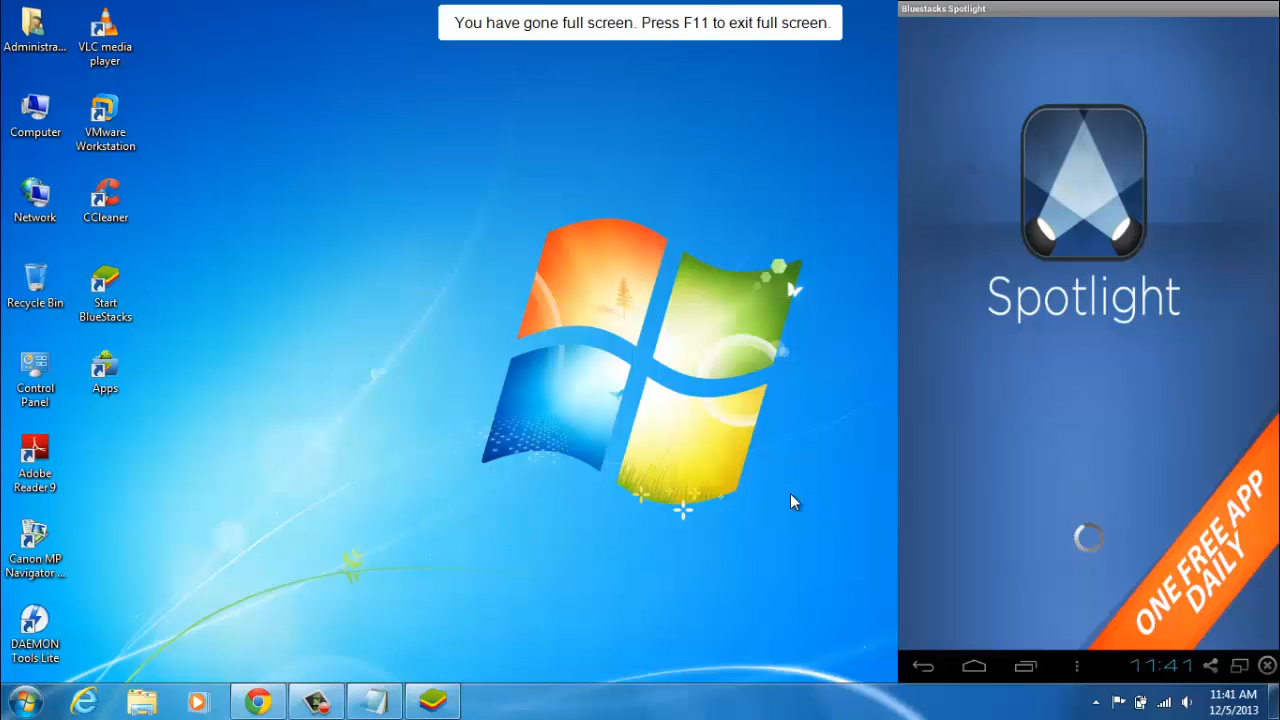 You have gone full screen. Press F11 to exit full screen.
Bluestacks Spotlight
Administra...
VLC media
player
Computer
VMware
Workstation
Network
CCleaner
Recycle Bin
Start
BlueStacks
Control
Panel
Apps
Adobe
Reader 9
Canon MP
Navigator ...
DAEMON
Tools Lite
Spotlight
ONE FREE APP
DAILY
11:41
11:41 AM
12/5/2013